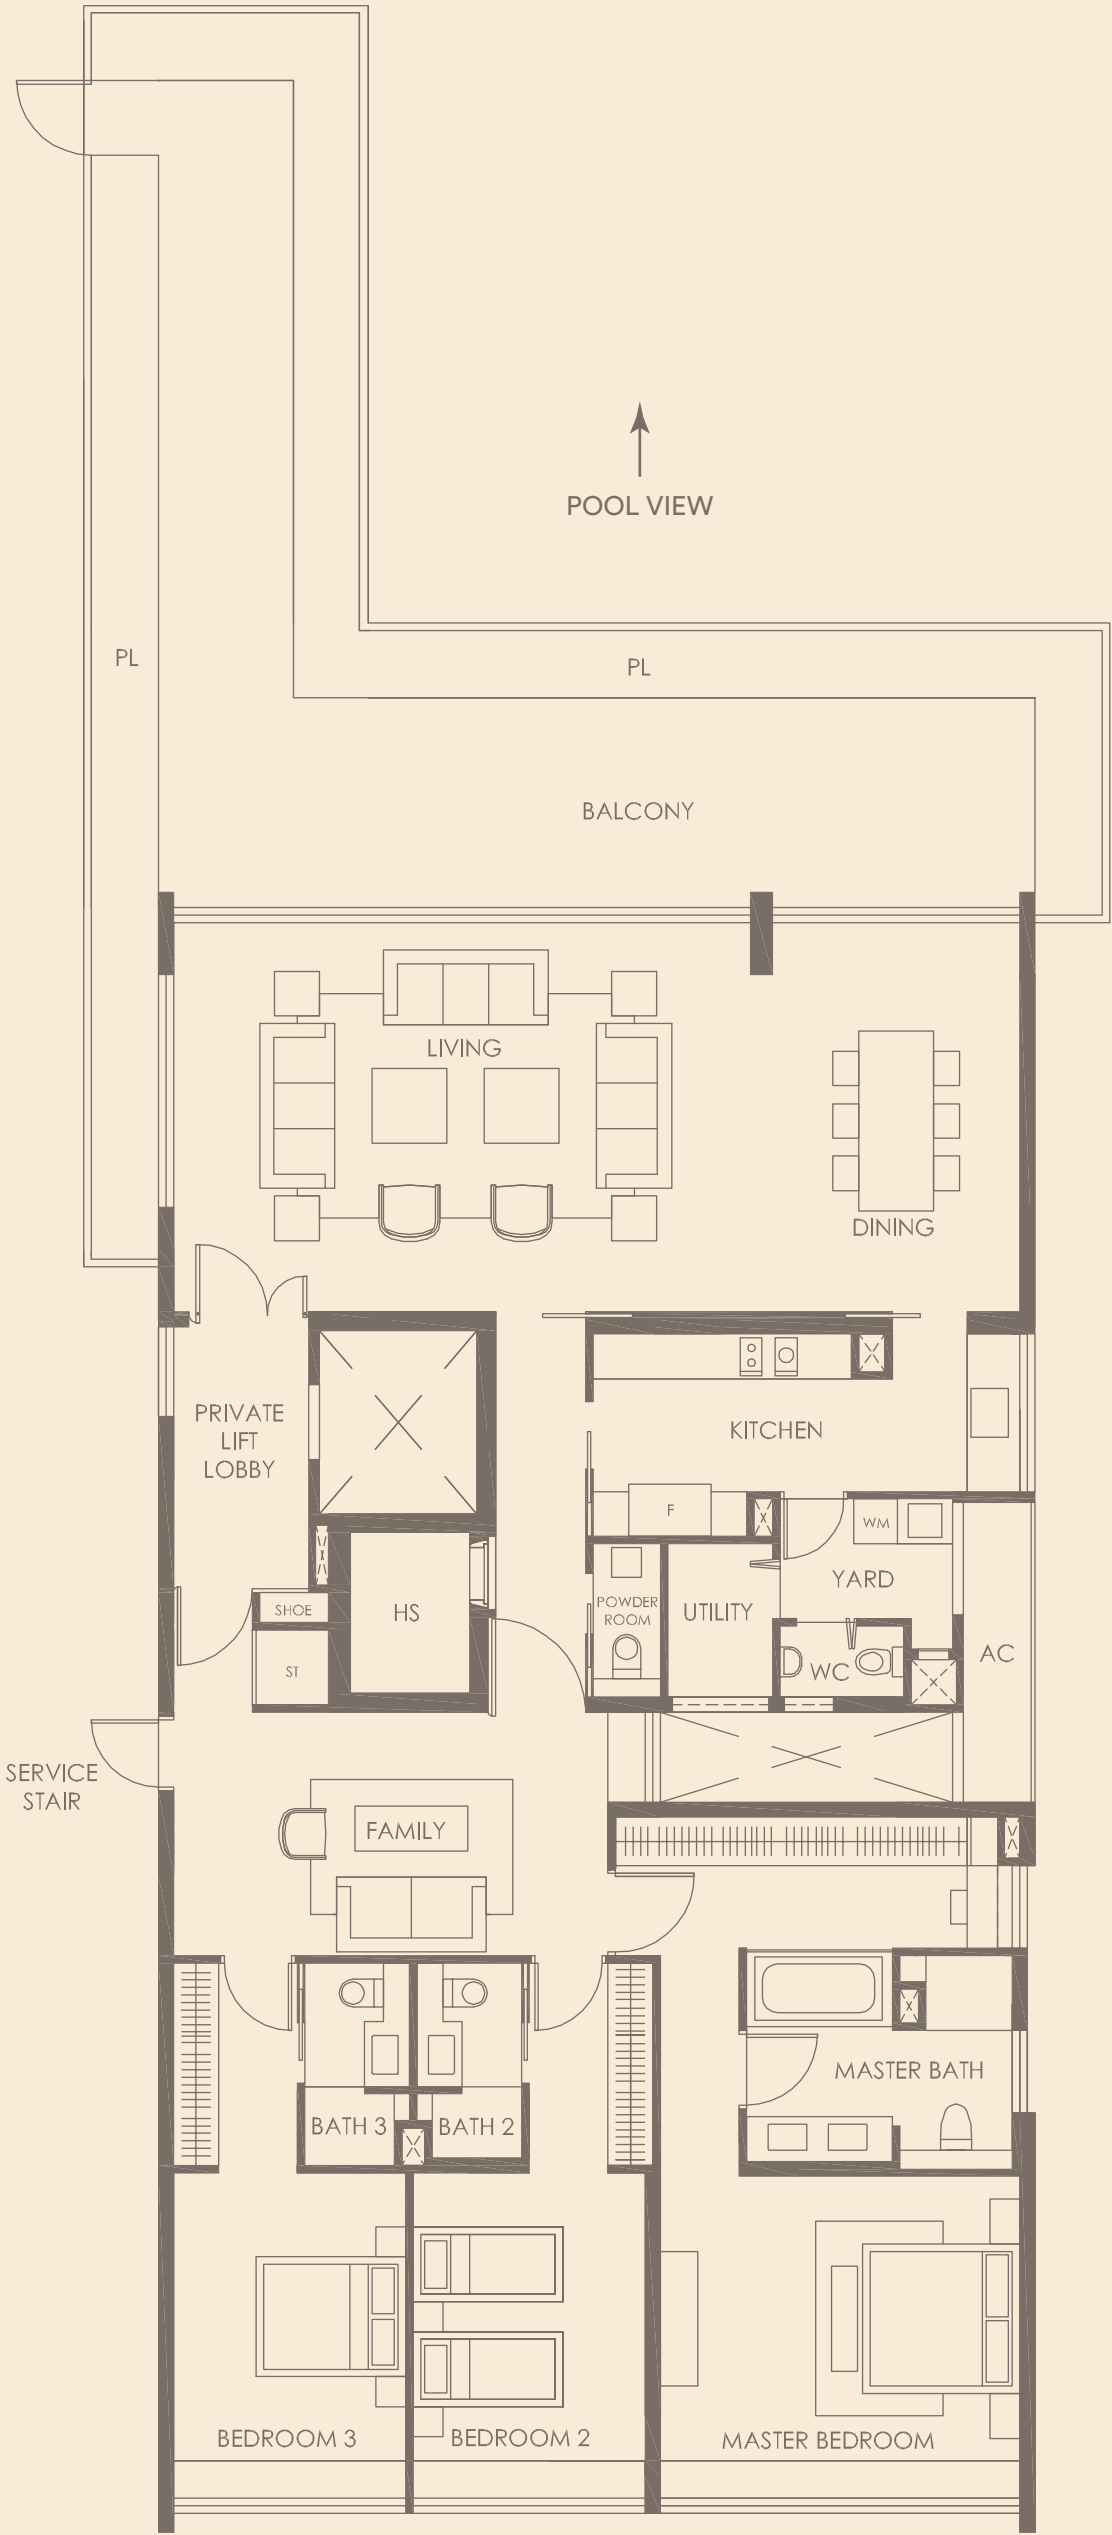 POOL VIEW
PL
PL
BALCONY
LIVING
DINING
PRIVATE
LIFT
LOBBY
KITCHEN
F
WM
YARD
POWDER
ROOM
UTILITY
SHOE
HS
ST
WC
AC
SERVICE
STAIR
FAMILY
MASTER BATH
BATH 3
BATH 2
BEDROOM 3
BEDROOM 2
MASTER BEDROOM